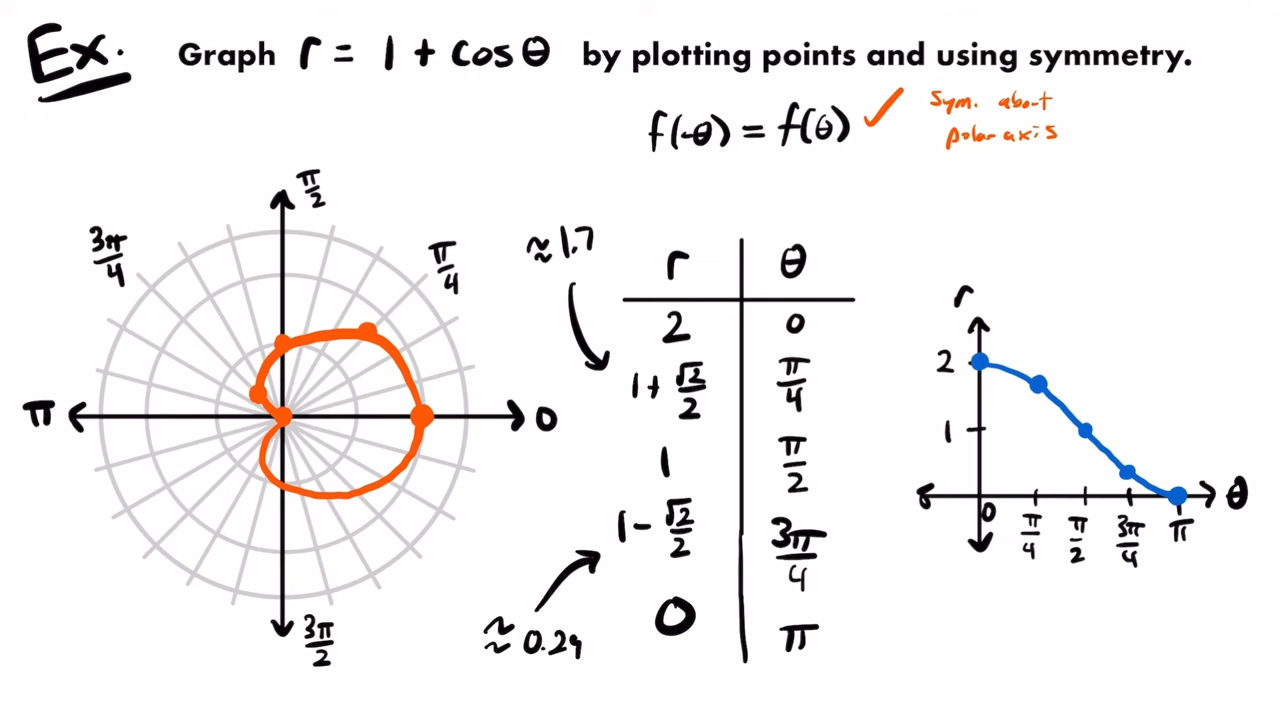 Ex. Graph r = 1 + cos θ by plotting points and using symmetry.
f(-θ) = f(θ) ✓ Sym. about
polar axis
π/2
3π/4
π/4
π
0
3π/2
≈1.7
≈0.29
r θ
2 0
1 + √2/2 π/4
1 π/2
1 - √2/2 3π/4
0 π
r
2
1
θ
0 π/4 π/2 3π/4 π